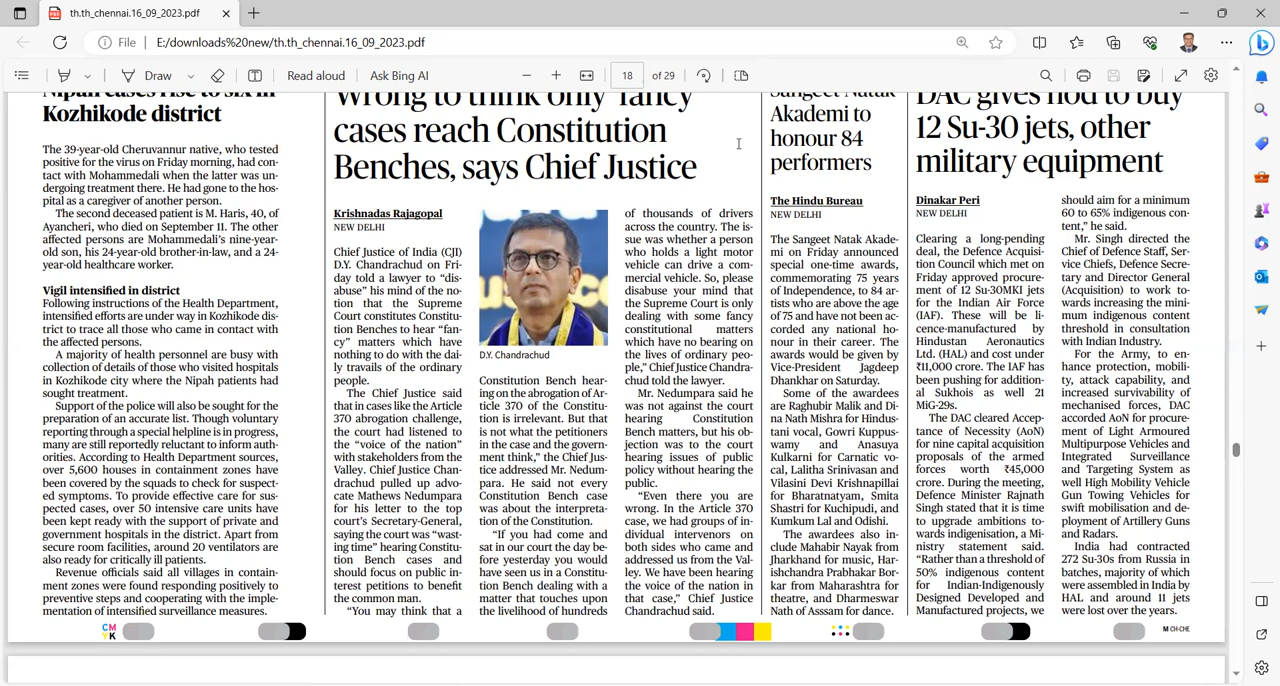 th.th_chennai.16_09_2023.pdf
File
E:/downloads%20new/th.th_chennai.16_09_2023.pdf
Draw
Read aloud
Ask Bing AI
18
of 29
Nipah cases rise to six in
Kozhikode district
The 39-year-old Cheruvannur native, who tested
positive for the virus on Friday morning, had con-
tact with Mohammedali when the latter was un-
dergoing treatment there. He had gone to the hos-
pital as a caregiver of another person.
The second deceased patient is M. Haris, 40, of
Ayancheri, who died on September 11. The other
affected persons are Mohammedali's nine-year-
old son, his 24-year-old brother-in-law, and a 24-
year-old healthcare worker.
Vigil intensified in district
Following instructions of the Health Department,
intensified efforts are under way in Kozhikode dis-
trict to trace all those who came in contact with
the affected persons.
A majority of health personnel are busy with
collection of details of those who visited hospitals
in Kozhikode city where the Nipah patients had
sought treatment.
Support of the police will also be sought for the
preparation of an accurate list. Though voluntary
reporting through a special helpline is in progress,
many are still reportedly reluctant to inform auth-
orities. According to Health Department sources,
over 5,600 houses in containment zones have
been covered by the squads to check for suspect-
ed symptoms. To provide effective care for sus-
pected cases, over 50 intensive care units have
been kept ready with the support of private and
government hospitals in the district. Apart from
secure room facilities, around 20 ventilators are
also ready for critically ill patients.
Revenue officials said all villages in contain-
ment zones were found responding positively to
preventive steps and cooperating with the imple-
mentation of intensified surveillance measures.
Wrong to think only 'fancy'
cases reach Constitution
Benches, says Chief Justice
Krishnadas Rajagopal
NEW DELHI
Chief Justice of India (CJI)
D.Y. Chandrachud on Fri-
day told a lawyer to "dis-
abuse" his mind of the no-
tion that the Supreme
Court constitutes Constitu-
tion Benches to hear "fan-
cy" matters which have
nothing to do with the dai-
ly travails of the ordinary
people.
The Chief Justice said
that in cases like the Article
370 abrogation challenge,
the court had listened to
the "voice of the nation"
with stakeholders from the
Valley. Chief Justice Chan-
drachud pulled up advo-
cate Mathews Nedumpara
for his letter to the top
court's Secretary-General,
saying the court was "wast-
ing time" hearing Constitu-
tion Bench cases and
should focus on public in-
terest petitions to benefit
the common man.
"You may think that a
D.Y. Chandrachud
Constitution Bench hear-
ing on the abrogation of Ar-
ticle 370 of the Constitu-
tion is irrelevant. But that
is not what the petitioners
in the case and the govern-
ment think," the Chief Jus-
tice addressed Mr. Nedum-
para. He said not every
Constitution Bench case
was about the interpreta-
tion of the Constitution.
"If you had come and
sat in our court the day be-
fore yesterday you would
have seen us in a Constitu-
tion Bench dealing with a
matter that touches upon
the livelihood of hundreds
of thousands of drivers
across the country. The is-
sue was whether a person
who holds a light motor
vehicle can drive a com-
mercial vehicle. So, please
disabuse your mind that
the Supreme Court is only
dealing with some fancy
constitutional matters
which have no bearing on
the lives of ordinary peo-
ple," Chief Justice Chandra-
chud told the lawyer.
Mr. Nedumpara said he
was not against the court
hearing Constitution
Bench matters, but his ob-
jection was to the court
hearing issues of public
policy without hearing the
public.
"Even there you are
wrong. In the Article 370
case, we had groups of in-
dividual intervenors on
both sides who came and
addressed us from the Val-
ley. We have been hearing
the voice of the nation in
that case," Chief Justice
Chandrachud said.
Sangeet Natak
Akademi to
honour 84
performers
The Hindu Bureau
NEW DELHI
The Sangeet Natak Akade-
mi on Friday announced
special one-time awards,
commemorating 75 years
of Independence, to 84 ar-
tists who are above the age
of 75 and have not been ac-
corded any national ho-
nour in their career. The
awards would be given by
Vice-President Jagdeep
Dhankhar on Saturday.
Some of the awardees
are Raghubir Malik and Di-
na Nath Mishra for Hindus-
tani vocal, Gowri Kuppus-
wamy and Anasuya
Kulkarni for Carnatic vo-
cal, Lalitha Srinivasan and
Vilasini Devi Krishnapillai
for Bharatnatyam, Smita
Shastri for Kuchipudi, and
Kumkum Lal and Odishi.
The awardees also in-
clude Mahabir Nayak from
Jharkhand for music, Har-
ishchandra Prabhakar Bor-
kar from Maharashtra for
theatre, and Dharmeswar
Nath of Asssam for dance.
DAC gives nod to buy
12 Su-30 jets, other
military equipment
Dinakar Peri
NEW DELHI
Clearing a long-pending
deal, the Defence Acquisi-
tion Council which met on
Friday approved procure-
ment of 12 Su-30MKI jets
for the Indian Air Force
(IAF). These will be li-
cence-manufactured by
Hindustan Aeronautics
Ltd. (HAL) and cost under
₹11,000 crore. The IAF has
been pushing for addition-
al Sukhois as well 21
MiG-29s.
The DAC cleared Accep-
tance of Necessity (AoN)
for nine capital acquisition
proposals of the armed
forces worth ₹45,000
crore. During the meeting,
Defence Minister Rajnath
Singh stated that it is time
to upgrade ambitions to-
wards indigenisation, a Mi-
nistry statement said.
"Rather than a threshold of
50% indigenous content
for Indian-Indigenously
Designed Developed and
Manufactured projects, we
should aim for a minimum
60 to 65% indigenous con-
tent," he said.
Mr. Singh directed the
Chief of Defence Staff, Ser-
vice Chiefs, Defence Secre-
tary and Director General
(Acquisition) to work to-
wards increasing the mini-
mum indigenous content
threshold in consultation
with Indian Industry.
For the Army, to en-
hance protection, mobili-
ty, attack capability, and
increased survivability of
mechanised forces, DAC
accorded AoN for procure-
ment of Light Armoured
Multipurpose Vehicles and
Integrated Surveillance
and Targeting System as
well High Mobility Vehicle
Gun Towing Vehicles for
swift mobilisation and de-
ployment of Artillery Guns
and Radars.
India had contracted
272 Su-30s from Russia in
batches, majority of which
were assembled in India by
HAL and around 11 jets
were lost over the years.
CM
YK
M CH-CHE